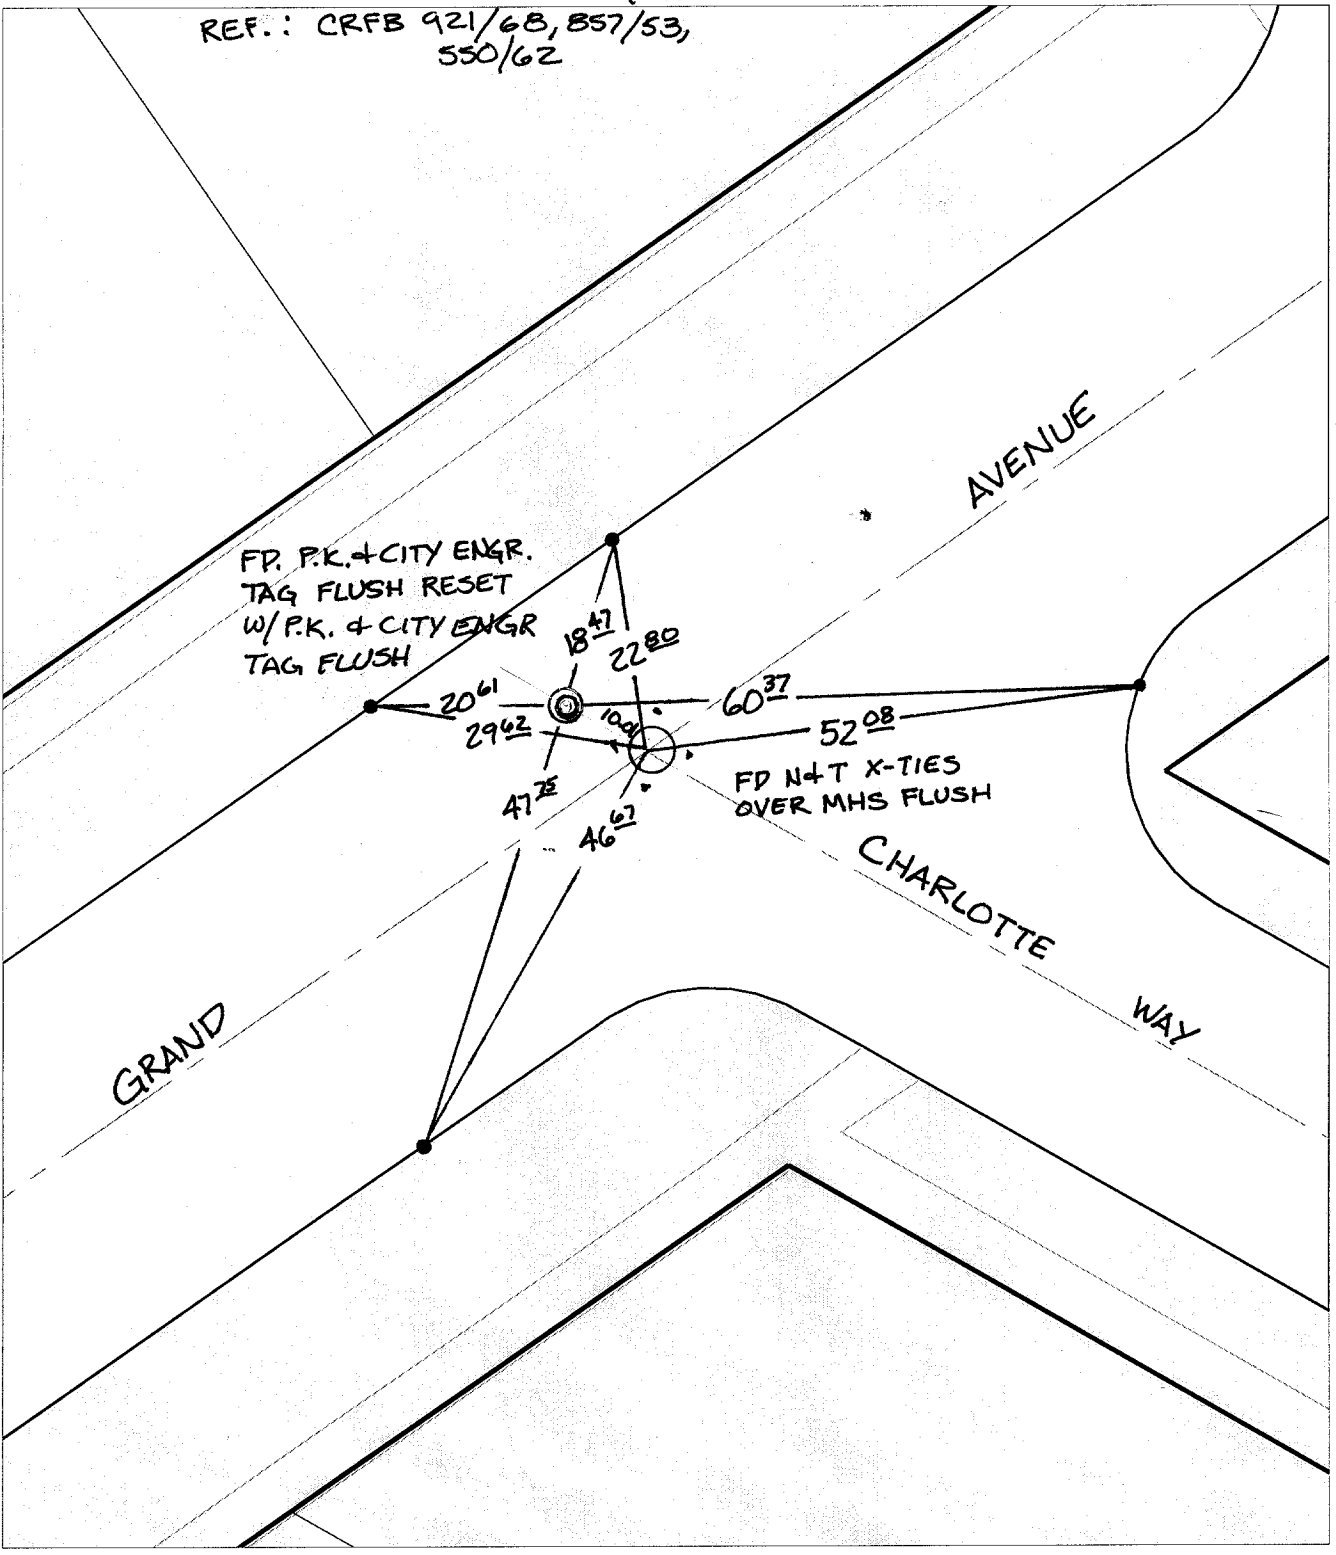 REF.: CRFB 921/68, 857/53,
550/62
AVENUE
FD. P.K. & CITY ENGR.
TAG FLUSH RESET
W/ P.K. & CITY ENGR
TAG FLUSH
18 47
22 80
20 61
60 37
29 62
10.01
52 08
FD N&T X-TIES
OVER MHS FLUSH
47 75
46 67
CHARLOTTE
WAY
GRAND